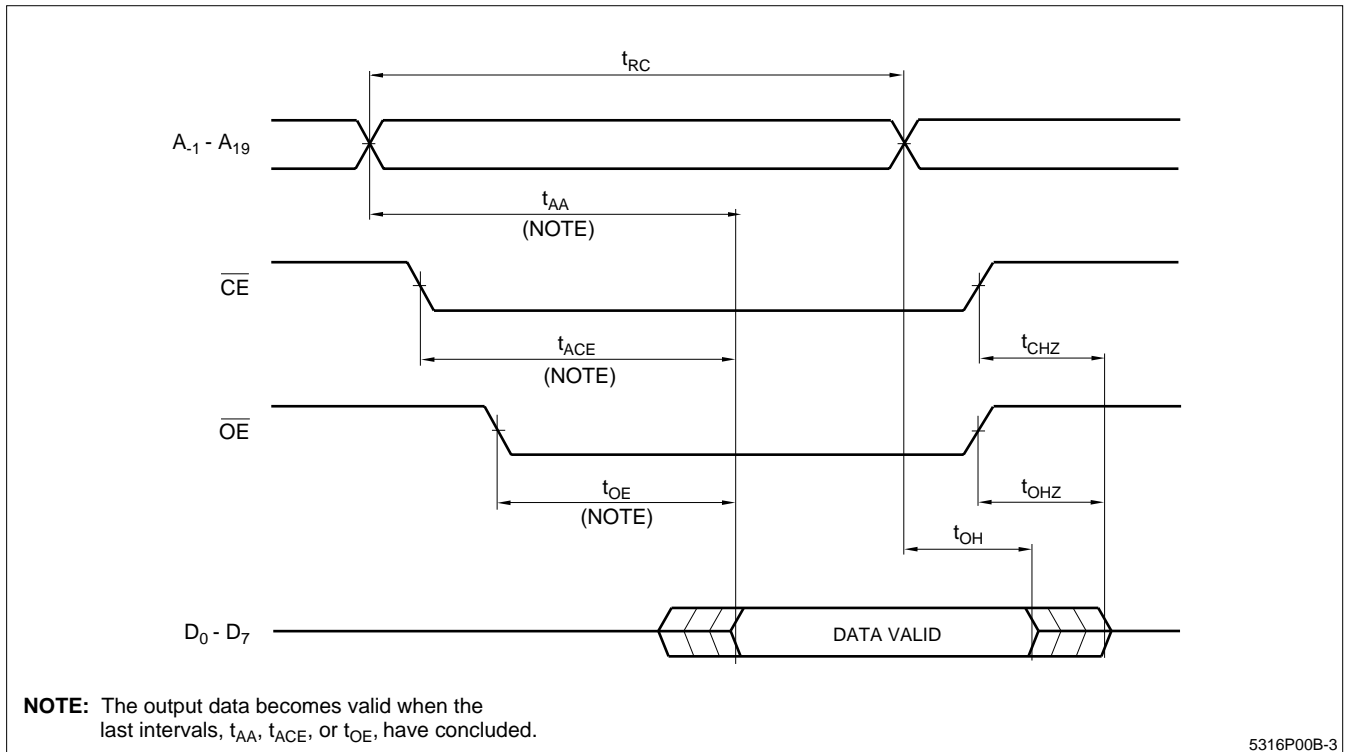 tRC
A-1 - A19
tAA
(NOTE)
CE
tACE
(NOTE)
tCHZ
OE
tOE
(NOTE)
tOHZ
tOH
D0 - D7
DATA VALID
NOTE: The output data becomes valid when the
last intervals, tAA, tACE, or tOE, have concluded.
5316P00B-3